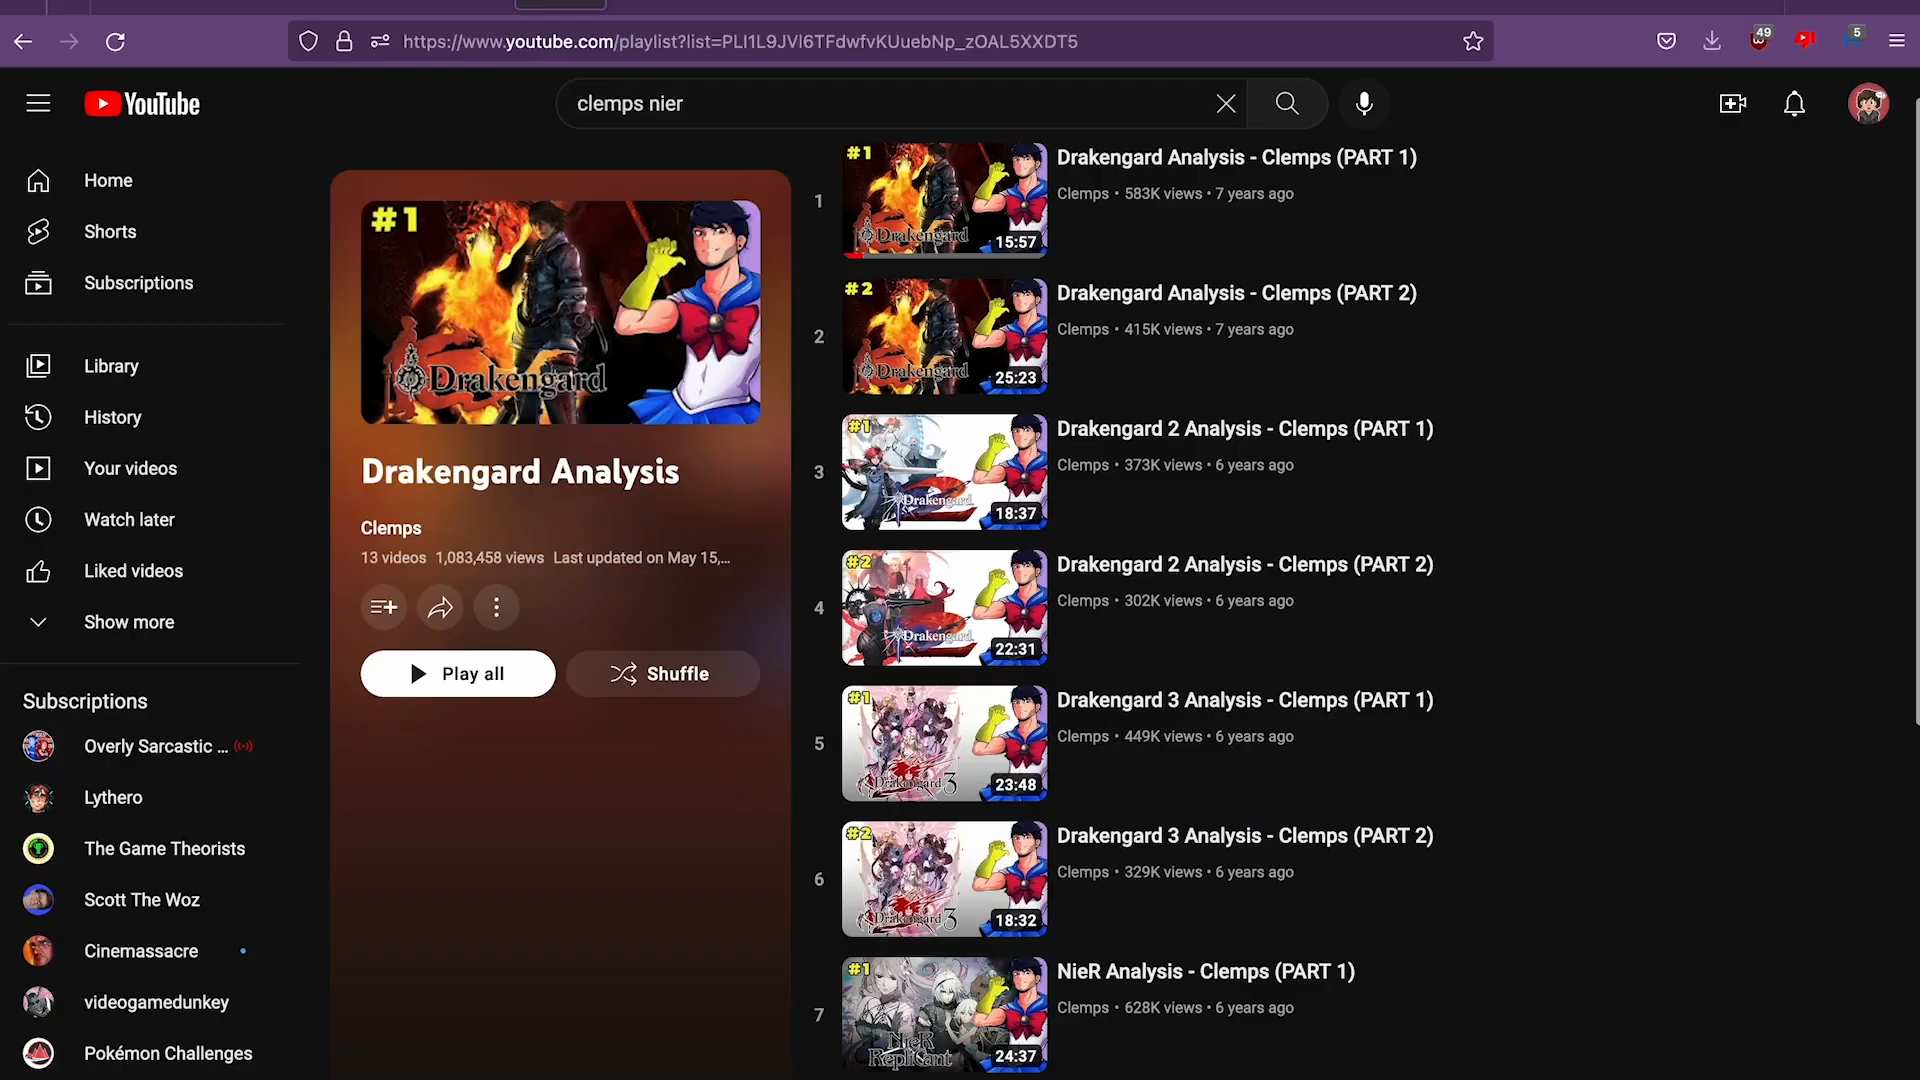 https://www.youtube.com/playlist?list=PLI1L9JVI6TFdwfvKUuebNp_zOAL5XXDT5
49
5
YouTube
clemps nier
Home
Shorts
Subscriptions
Library
History
Your videos
Watch later
Liked videos
Show more
Subscriptions
Overly Sarcastic ...
Lythero
The Game Theorists
Scott The Woz
Cinemassacre
videogamedunkey
Pokémon Challenges
#1
Drakengard
Drakengard Analysis
Clemps
13 videos 1,083,458 views Last updated on May 15,...
Play all
Shuffle
1
#1
Drakengard
15:57
Drakengard Analysis - Clemps (PART 1)
Clemps • 583K views • 7 years ago
2
#2
Drakengard
25:23
Drakengard Analysis - Clemps (PART 2)
Clemps • 415K views • 7 years ago
3
#1
Drakengard
18:37
Drakengard 2 Analysis - Clemps (PART 1)
Clemps • 373K views • 6 years ago
4
#2
Drakengard
22:31
Drakengard 2 Analysis - Clemps (PART 2)
Clemps • 302K views • 6 years ago
5
#1
Drakengard 3
23:48
Drakengard 3 Analysis - Clemps (PART 1)
Clemps • 449K views • 6 years ago
6
#2
Drakengard 3
18:32
Drakengard 3 Analysis - Clemps (PART 2)
Clemps • 329K views • 6 years ago
7
#1
NieR
Replicant
24:37
NieR Analysis - Clemps (PART 1)
Clemps • 628K views • 6 years ago